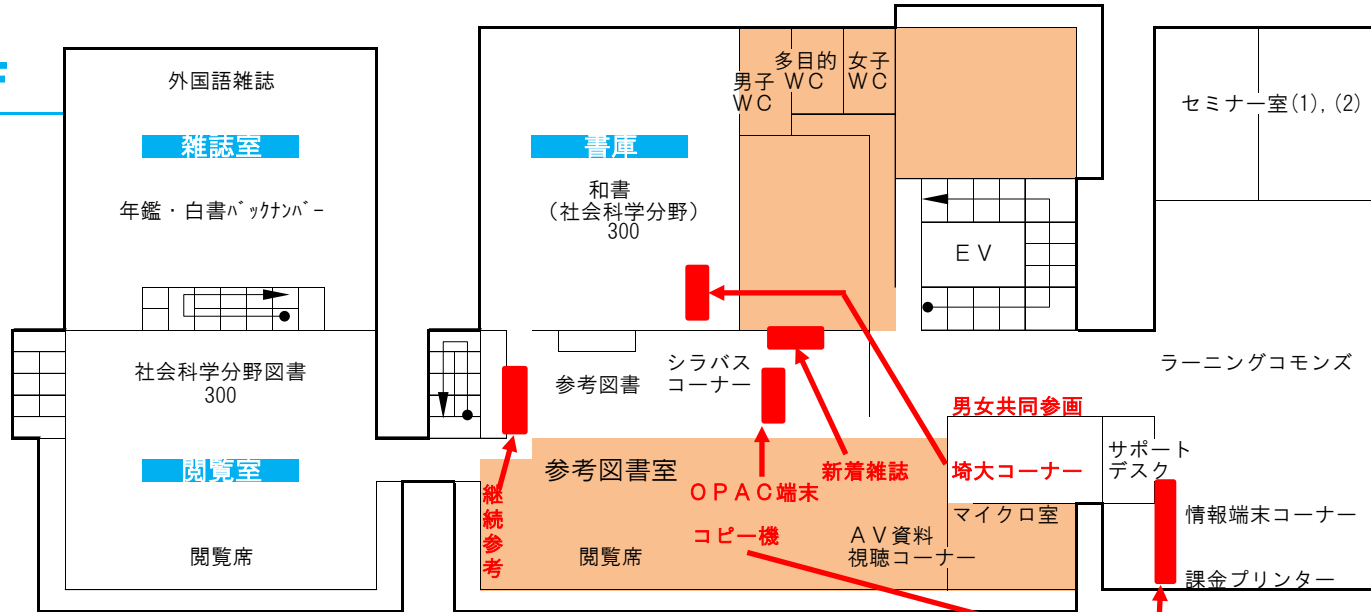 F
外国語雑誌
雑誌室
年鑑・白書ﾊﾞｯｸﾅﾝﾊﾞｰ
社会科学分野図書
300
閲覧室
閲覧席
書庫
和書
（社会科学分野）
300
男子
ＷＣ
多目的
ＷＣ
女子
ＷＣ
ＥＶ
セミナー室(1),(2)
参考図書
シラバス
コーナー
ラーニングコモンズ
男女共同参画
埼大コーナー
サポート
デスク
参考図書室
新着雑誌
ＯＰＡＣ端末
継続参考
コピー機
閲覧席
ＡＶ資料
視聴コーナー
マイクロ室
情報端末コーナー
課金プリンター